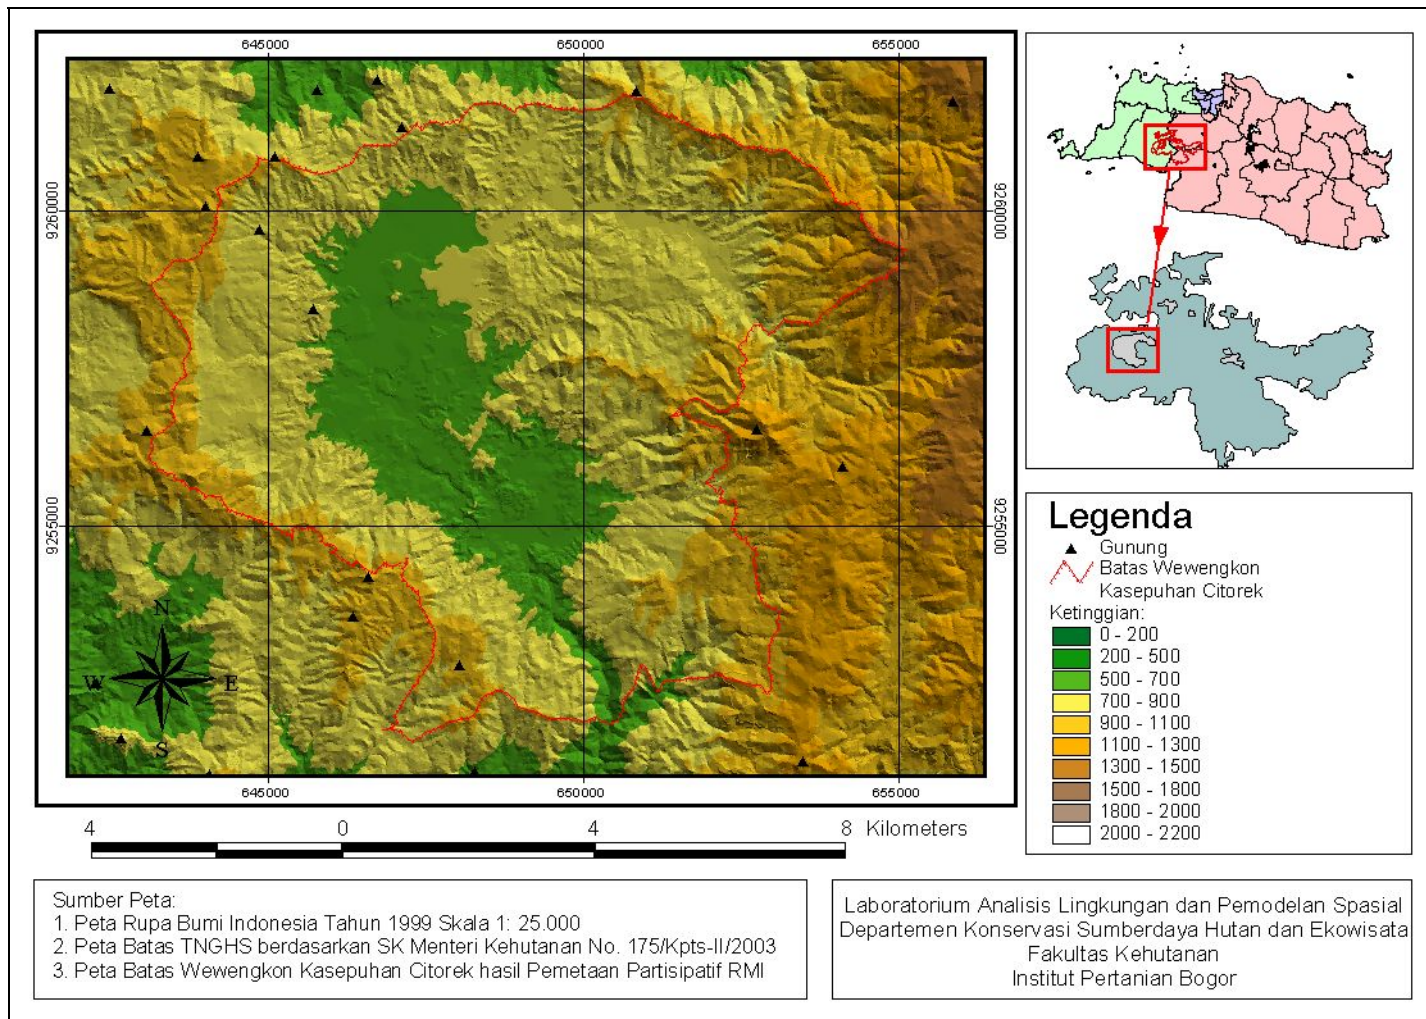 645000
650000
655000
9260000
9260000
9255000
9255000
N
W
E
S
645000
650000
655000
4
0
4
8 Kilometers
Legenda
Gunung
Batas Wewengkon
Kasepuhan Citorek
Ketinggian:
0 - 200
200 - 500
500 - 700
700 - 900
900 - 1100
1100 - 1300
1300 - 1500
1500 - 1800
1800 - 2000
2000 - 2200
Sumber Peta:
1. Peta Rupa Bumi Indonesia Tahun 1999 Skala 1: 25.000
2. Peta Batas TNGHS berdasarkan SK Menteri Kehutanan No. 175/Kpts-II/2003
3. Peta Batas Wewengkon Kasepuhan Citorek hasil Pemetaan Partisipatif RMI
Laboratorium Analisis Lingkungan dan Pemodelan Spasial
Departemen Konservasi Sumberdaya Hutan dan Ekowisata
Fakultas Kehutanan
Institut Pertanian Bogor